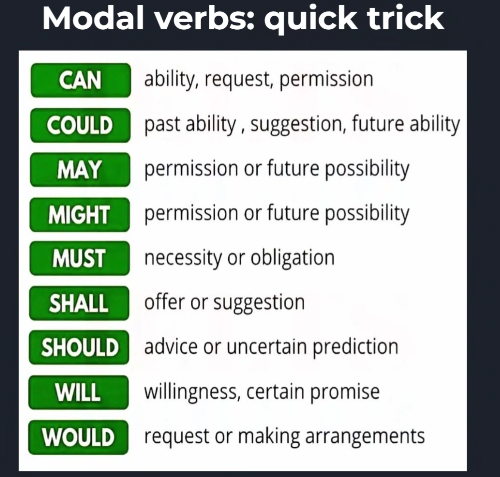 Modal verbs: quick trick
CAN ability, request, permission
COULD past ability , suggestion, future ability
MAY permission or future possibility
MIGHT permission or future possibility
MUST necessity or obligation
SHALL offer or suggestion
SHOULD advice or uncertain prediction
WILL willingness, certain promise
WOULD request or making arrangements